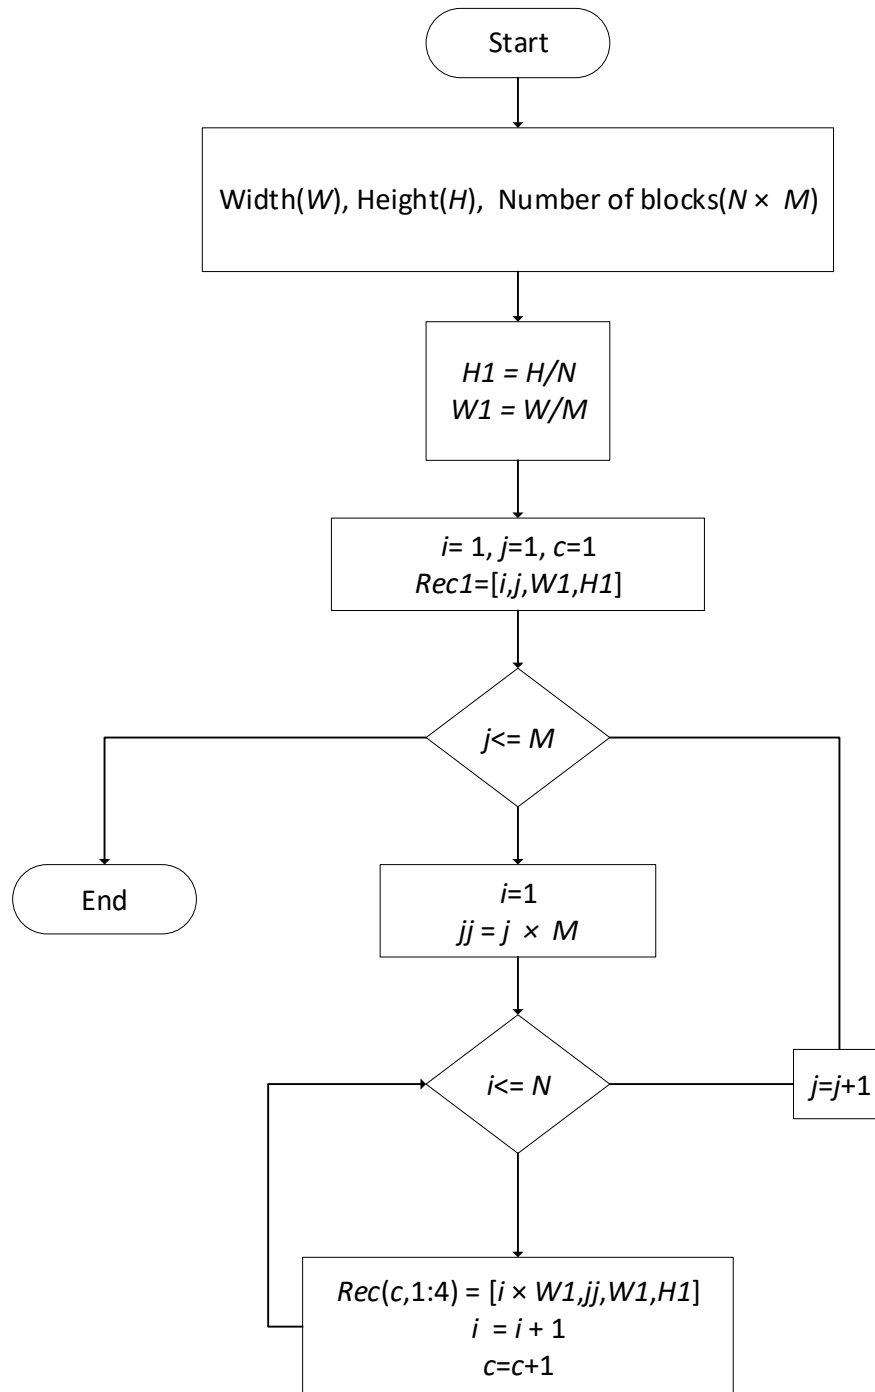 Start
Width(W), Height(H), Number of blocks(N × M)
H1 = H/N
W1 = W/M
i= 1, j=1, c=1
Rec1=[i,j,W1,H1]
j<= M
End
i=1
jj = j × M
i<= N
j=j+1
Rec(c,1:4) = [i × W1,jj,W1,H1]
i = i + 1
c=c+1